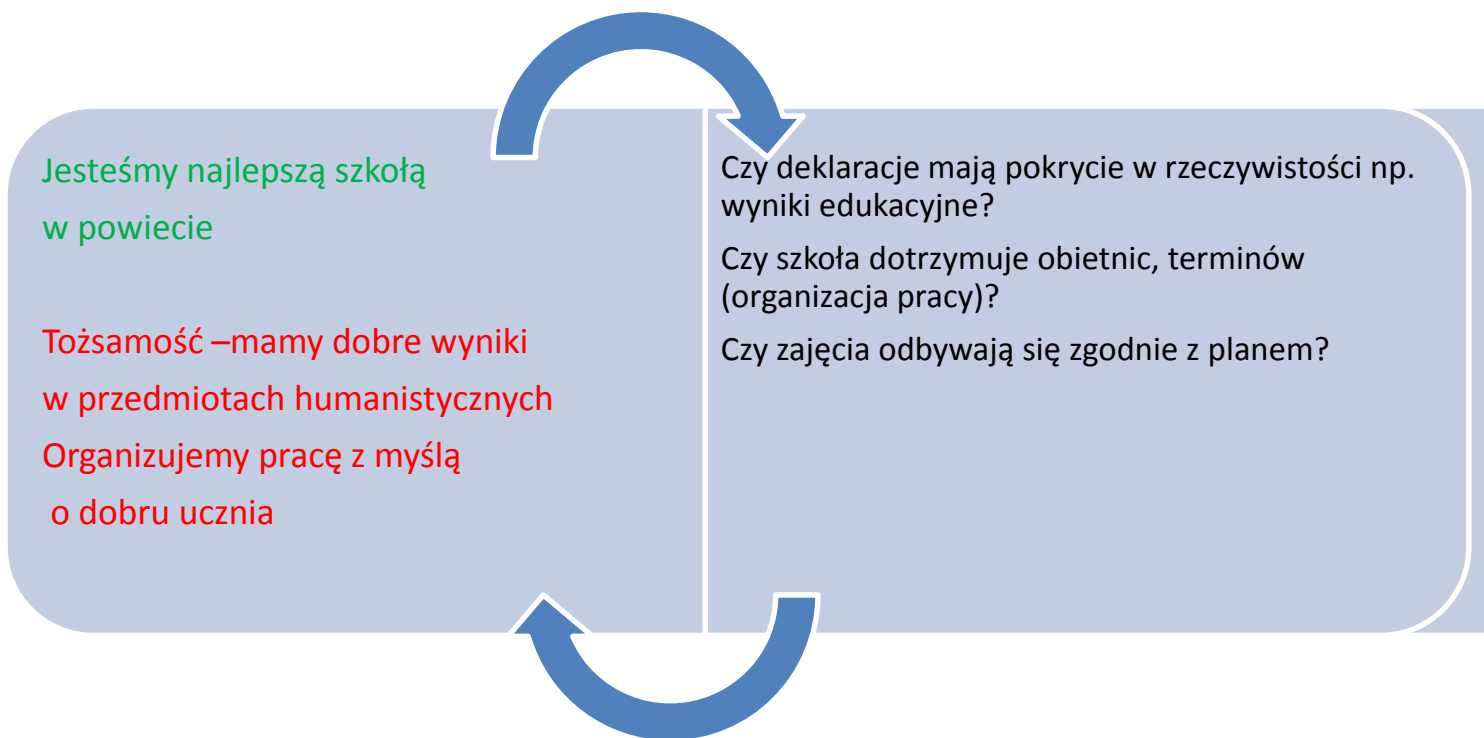 Jesteśmy najlepszą szkołą
w powiecie
Tożsamość –mamy dobre wyniki
w przedmiotach humanistycznych
Organizujemy pracę z myślą
o dobru ucznia
Czy deklaracje mają pokrycie w rzeczywistości np.
wyniki edukacyjne?
Czy szkoła dotrzymuje obietnic, terminów
(organizacja pracy)?
Czy zajęcia odbywają się zgodnie z planem?